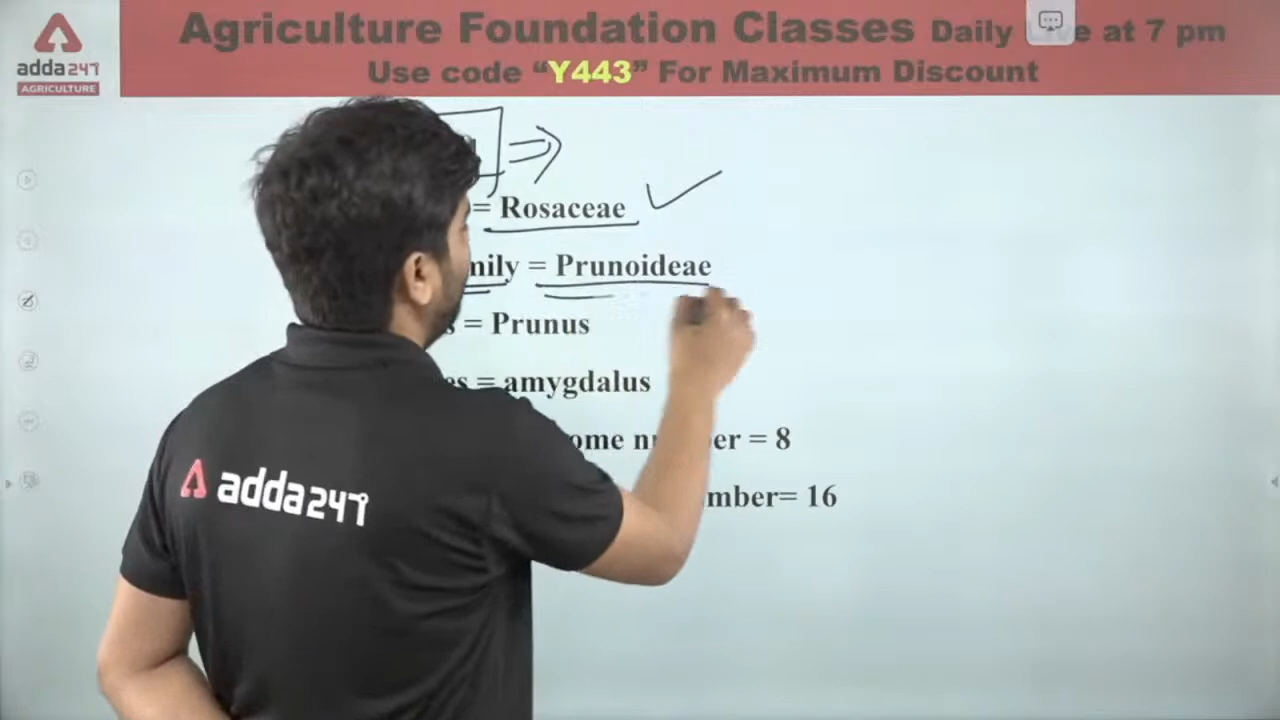 Agriculture Foundation Classes Daily at 7 pm
Use code “Y443” For Maximum Discount
adda247
AGRICULTURE
= Rosaceae
mily = Prunoideae
s = Prunus
es = amygdalus
ome n er = 8
mber= 16
adda247